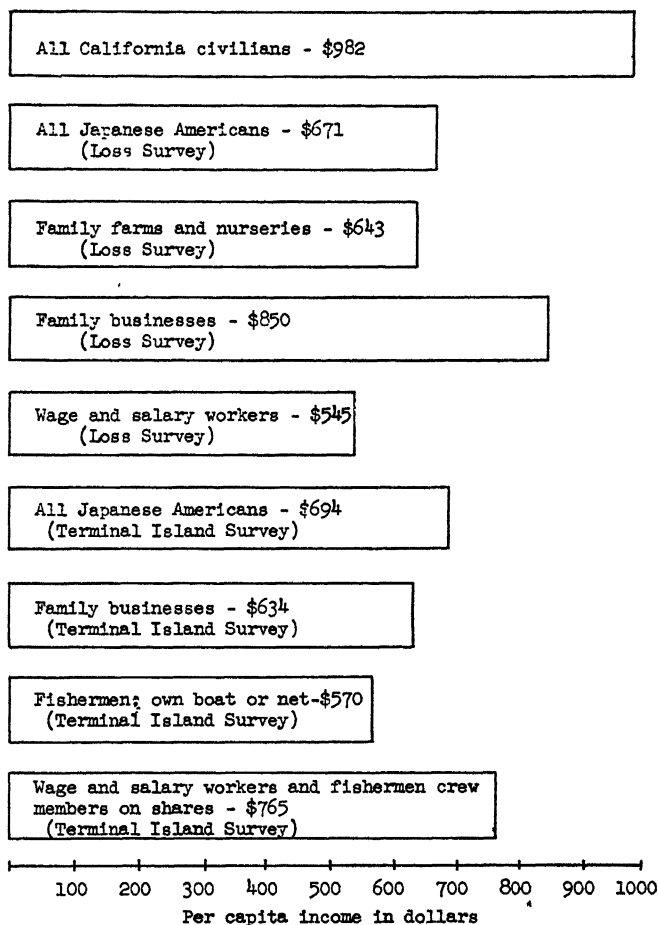 All California civilians - $982
All Japanese Americans - $671
(Loss Survey)
Family farms and nurseries - $643
(Loss Survey)
Family businesses - $850
(Loss Survey)
Wage and salary workers - $545
(Loss Survey)
All Japanese Americans - $694
(Terminal Island Survey)
Family businesses - $634
(Terminal Island Survey)
Fishermen; own boat or net-$570
(Terminal Island Survey)
Wage and salary workers and fishermen crew
members on shares - $765
(Terminal Island Survey)
100 200 300 400 500 600 700 800 900 1000
Per capita income in dollars